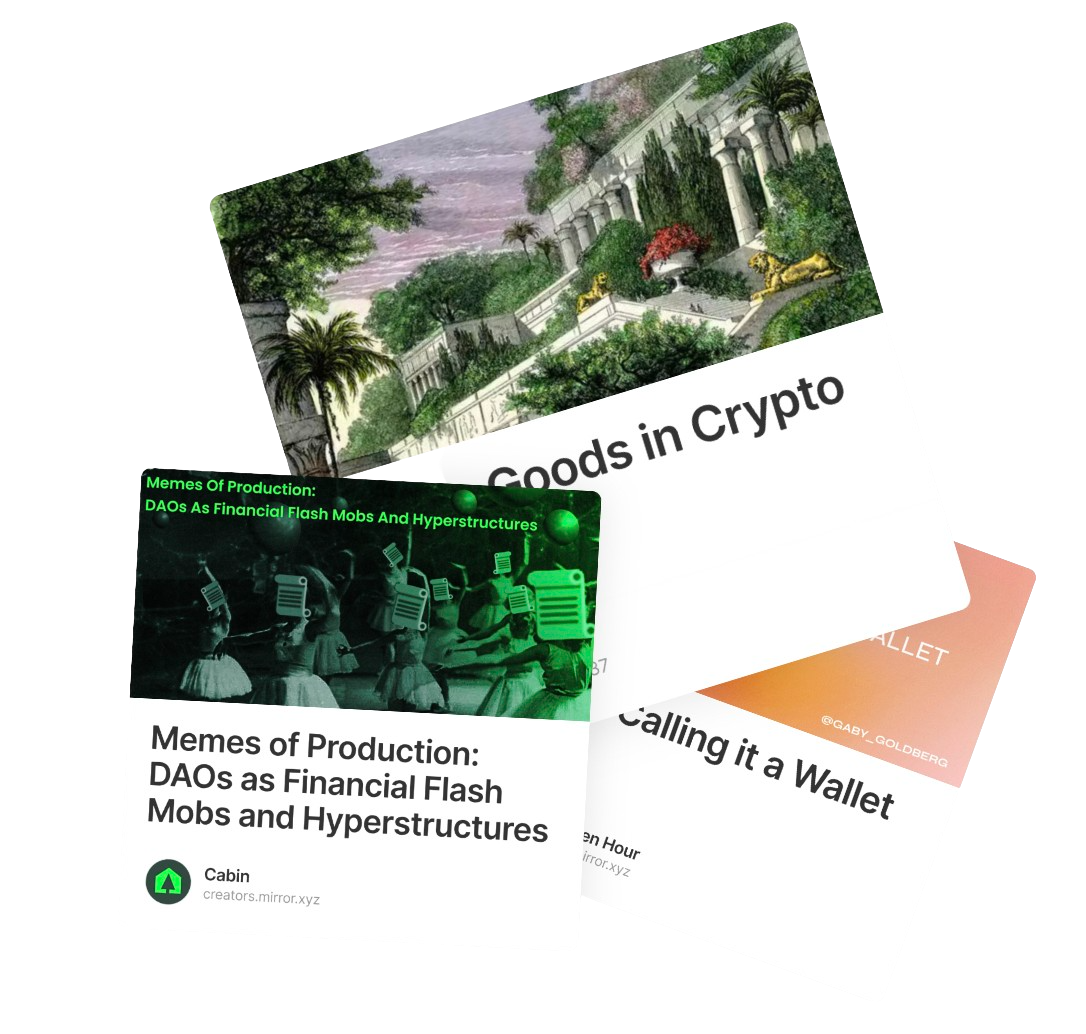 Goods in Crypto
Memes Of Production:
DAOs As Financial Flash Mobs And Hyperstructures
87
ALLET
@GABY_GOLDBERG
Calling it a Wallet
Memes of Production:
DAOs as Financial Flash
Mobs and Hyperstructures
en Hour
irror.xyz
Cabin
creators.mirror.xyz